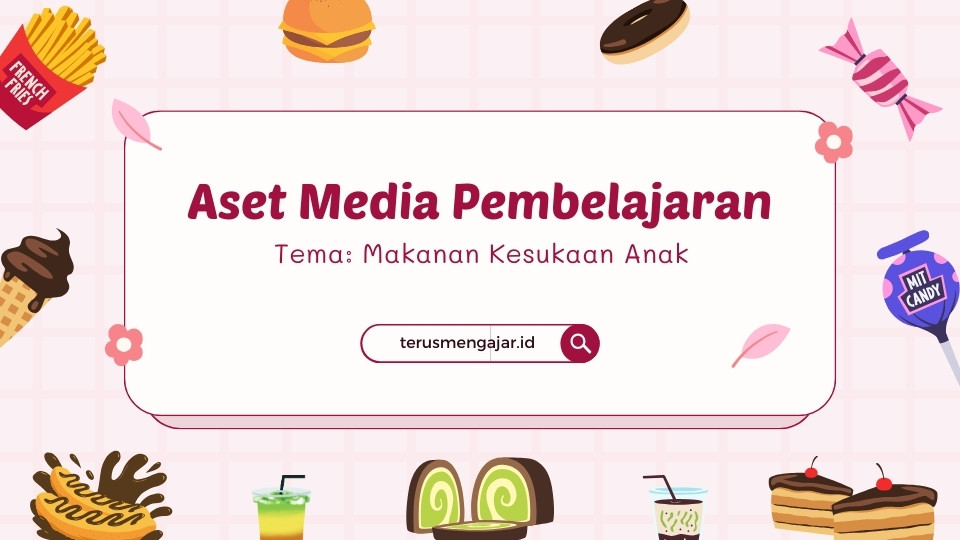 FRENCH
FRIES
Aset Media Pembelajaran
Tema: Makanan Kesukaan Anak
MIT
CANDY
terusmengajar.id